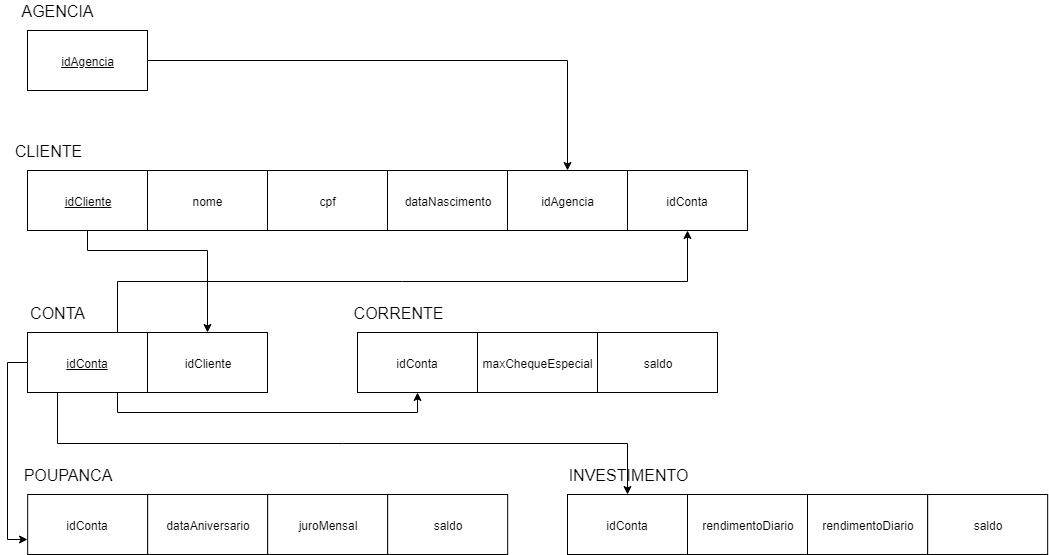 AGENCIA
idAgencia
CLIENTE
idCliente nome cpf dataNascimento idAgencia idConta
CONTA CORRENTE
idConta idCliente idConta maxChequeEspecial saldo
POUPANCA INVESTIMENTO
idConta dataAniversario juroMensal saldo idConta rendimentoDiario rendimentoDiario saldo